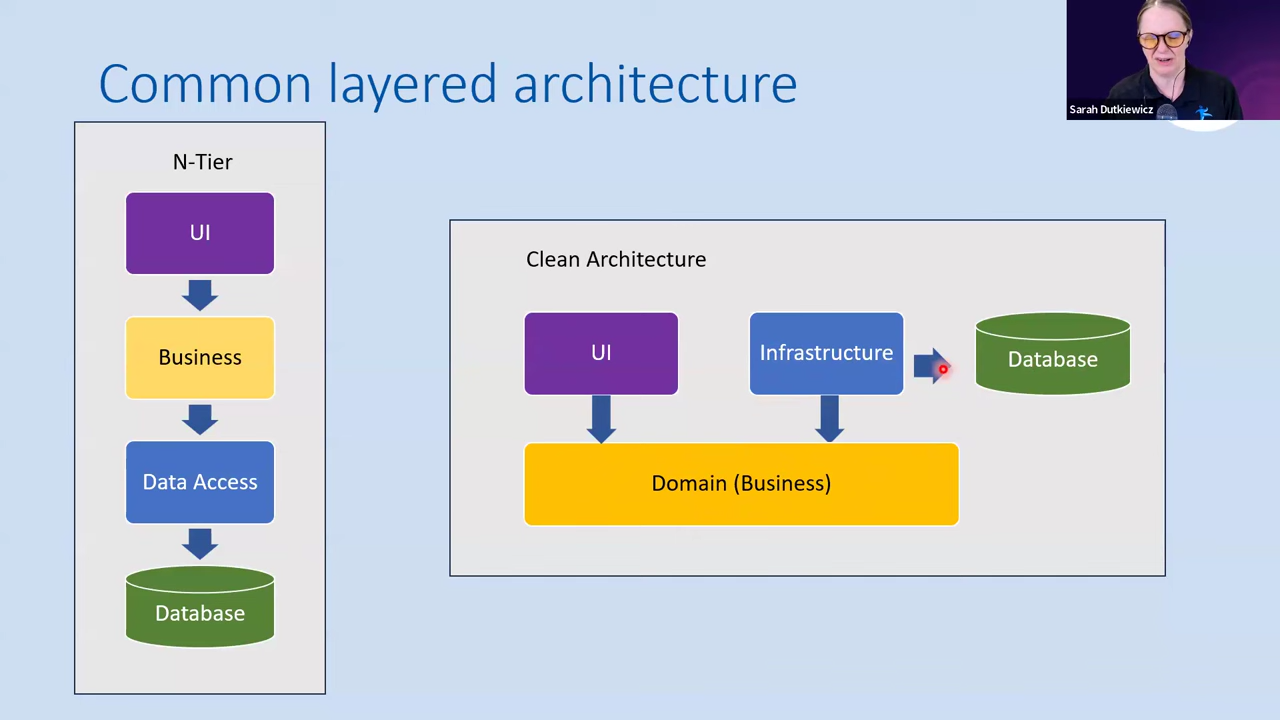 Common layered architecture
Sarah Dutkiewicz
N-Tier
UI
Business
Data Access
Database
Clean Architecture
UI
Infrastructure
Database
Domain (Business)